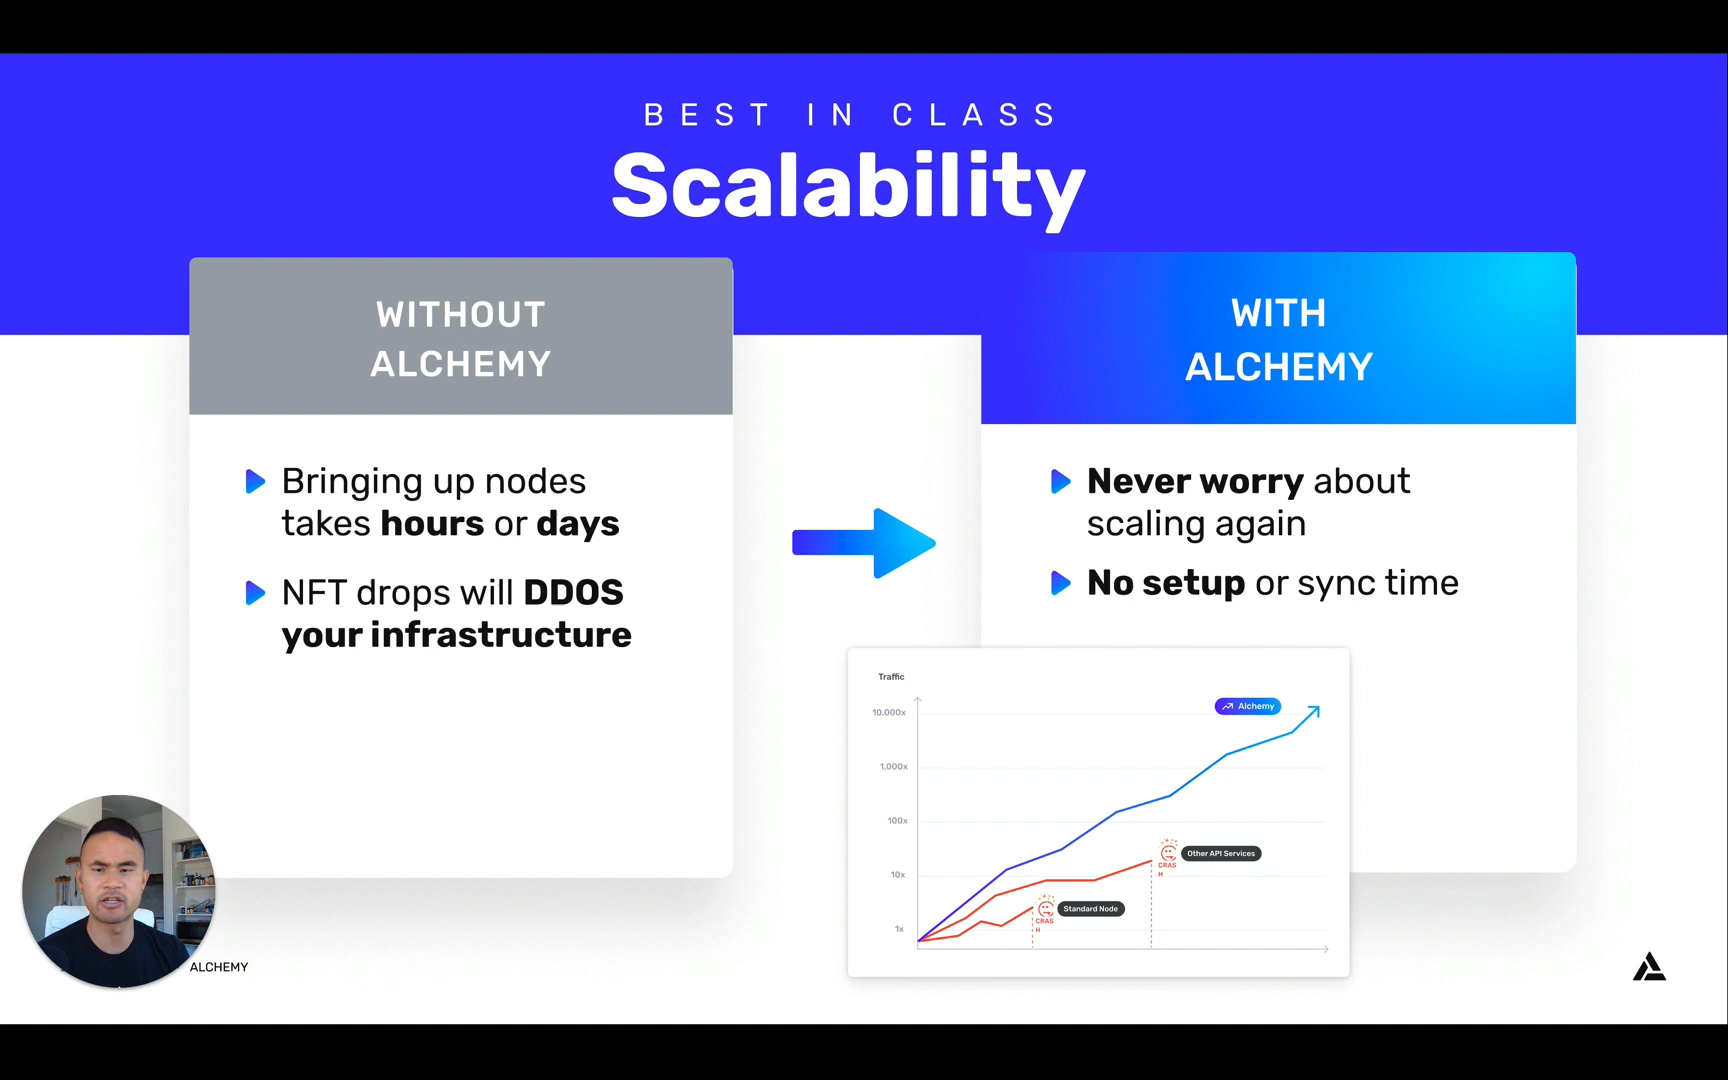 BEST IN CLASS
Scalability
WITHOUT
ALCHEMY
Bringing up nodes
takes hours or days
NFT drops will DDOS
your infrastructure
WITH
ALCHEMY
Never worry about
scaling again
No setup or sync time
Traffic
10,000x
1,000x
100x
10x
1x
Alchemy
Other API Services
CRAS
H
Standard Node
CRAS
H
ALCHEMY